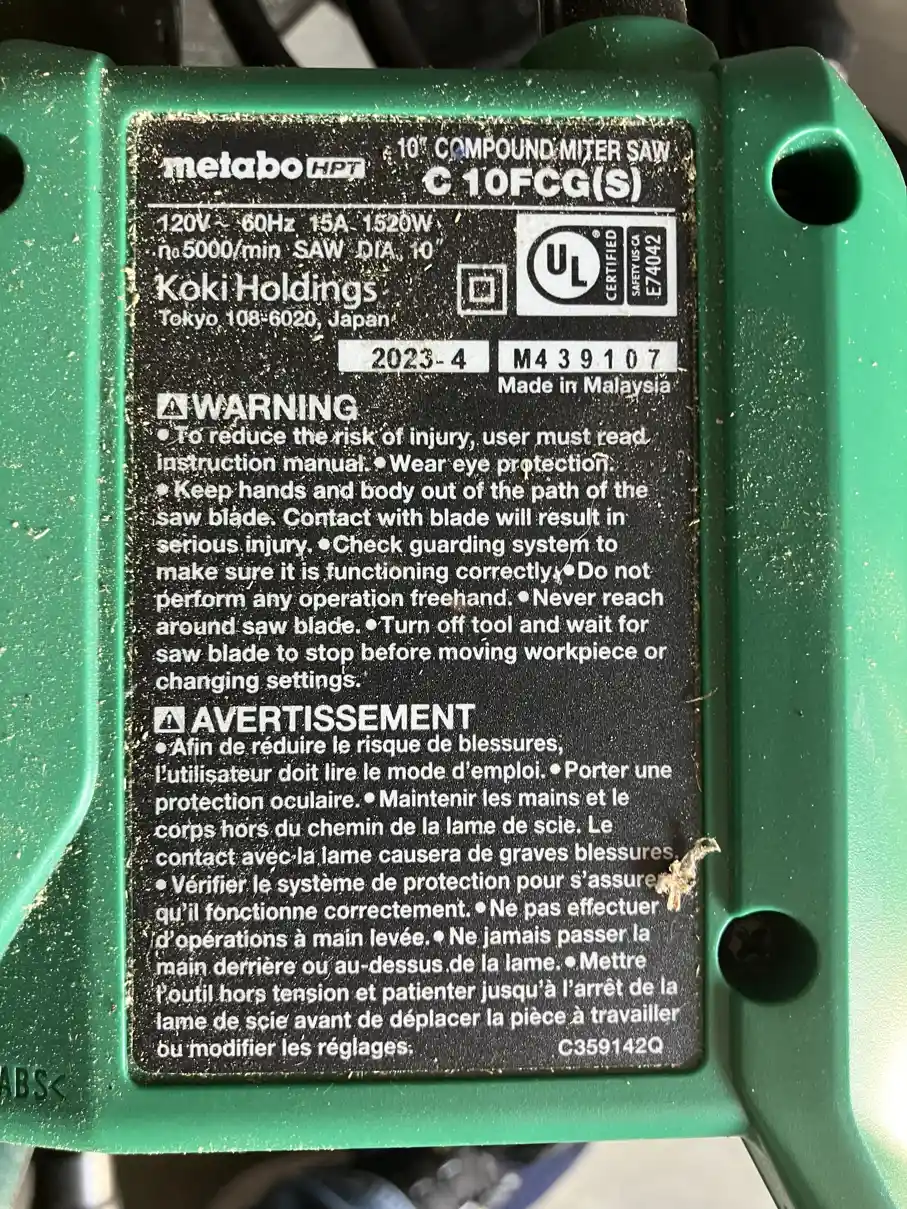 metabo HPT
10" COMPOUND MITER SAW
C 10FCG(S)
120V~ 60Hz 15A 1520W
n₀5000/min SAW DIA. 10"
UL CERTIFIED
SAFETY US-CA
E74042
Koki Holdings
Tokyo 108-6020, Japan
2023-4 M439107
Made in Malaysia
⚠WARNING
•To reduce the risk of injury, user must read
instruction manual.•Wear eye protection.
•Keep hands and body out of the path of the
saw blade. Contact with blade will result in
serious injury.•Check guarding system to
make sure it is functioning correctly.•Do not
perform any operation freehand.•Never reach
around saw blade.•Turn off tool and wait for
saw blade to stop before moving workpiece or
changing settings.
⚠AVERTISSEMENT
•Afin de réduire le risque de blessures,
l'utilisateur doit lire le mode d'emploi.•Porter une
protection oculaire.•Maintenir les mains et le
corps hors du chemin de la lame de scie. Le
contact avec la lame causera de graves blessures.
•Vérifier le système de protection pour s'assurer
qu'il fonctionne correctement.•Ne pas effectuer
d'opérations à main levée.•Ne jamais passer la
main derrière ou au-dessus de la lame.•Mettre
l'outil hors tension et patienter jusqu'à l'arrêt de la
lame de scie avant de déplacer la pièce à travailler
ou modifier les réglages. C359142Q
ABS<